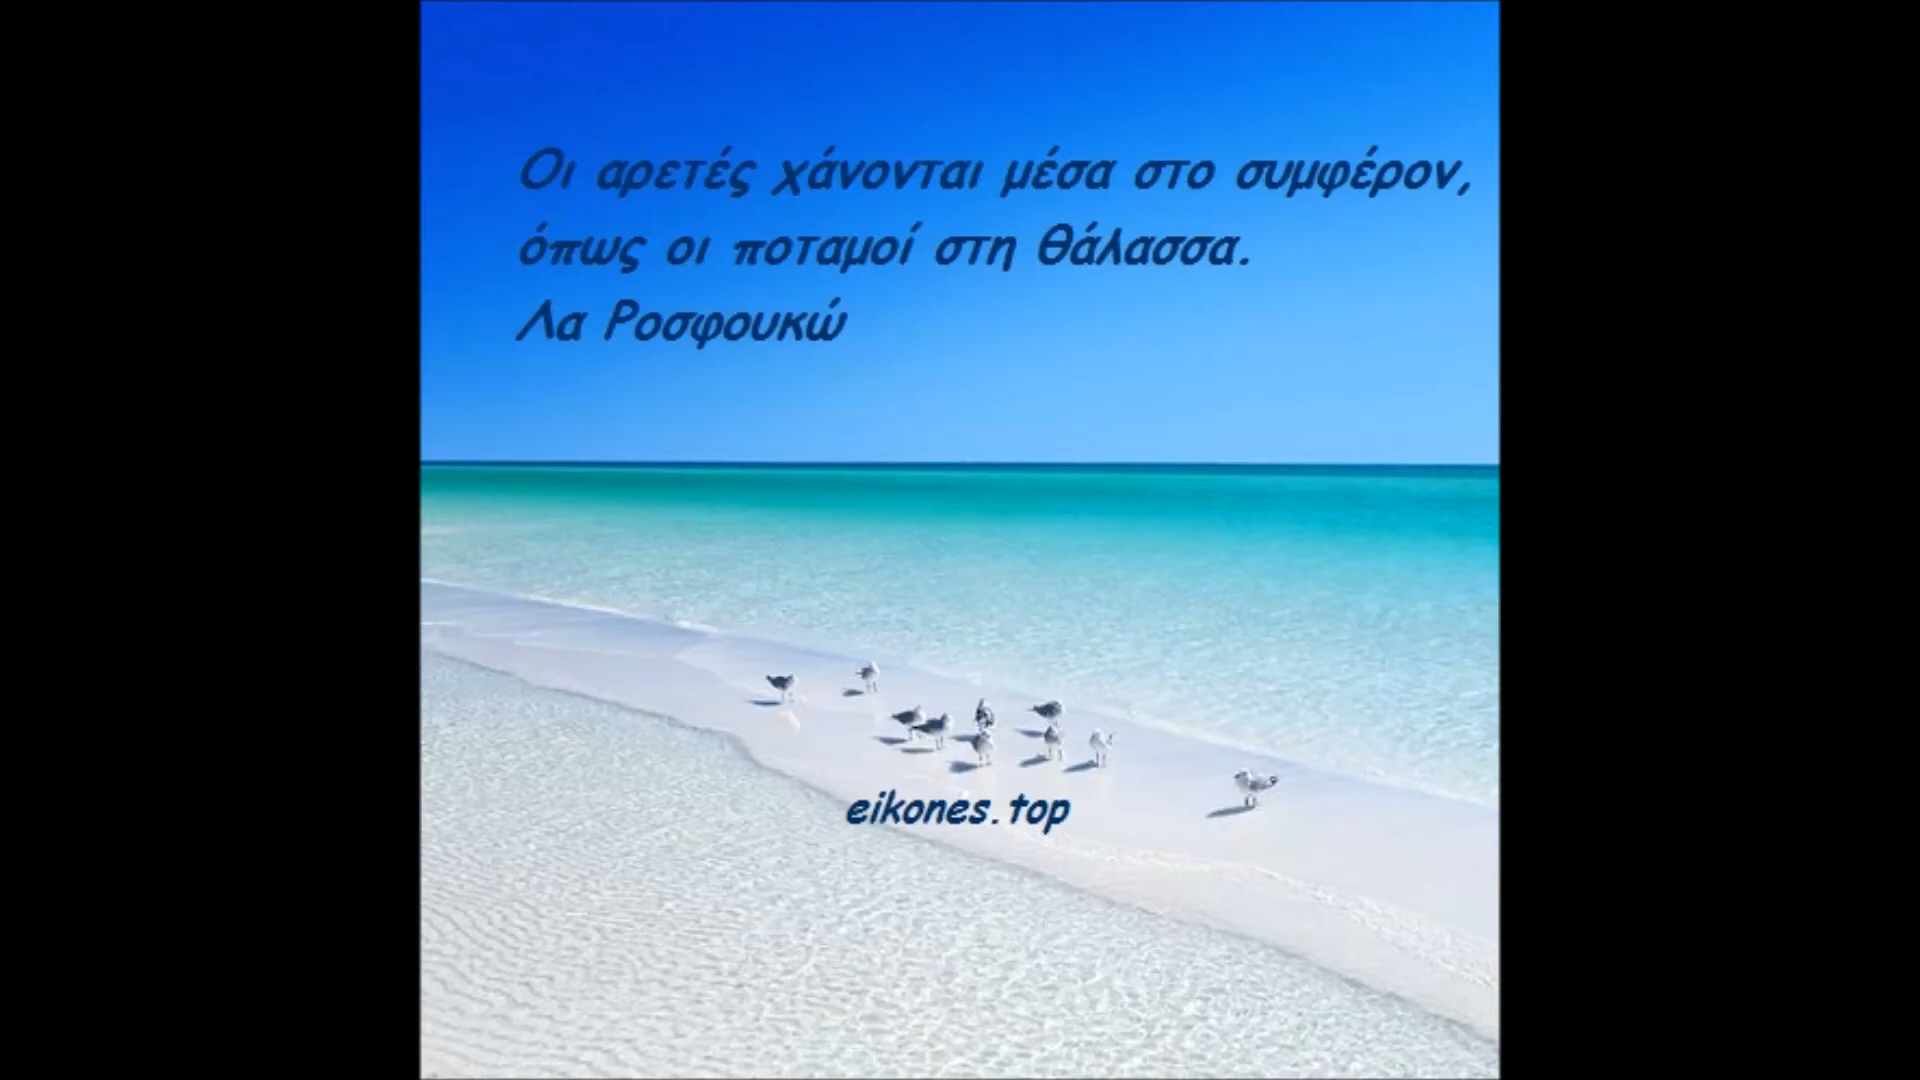 Οι αρετές χάνονται μέσα στο συμφέρον,
όπως οι ποταμοί στη θάλασσα.
Λα Ροσφουκώ
eikones.top